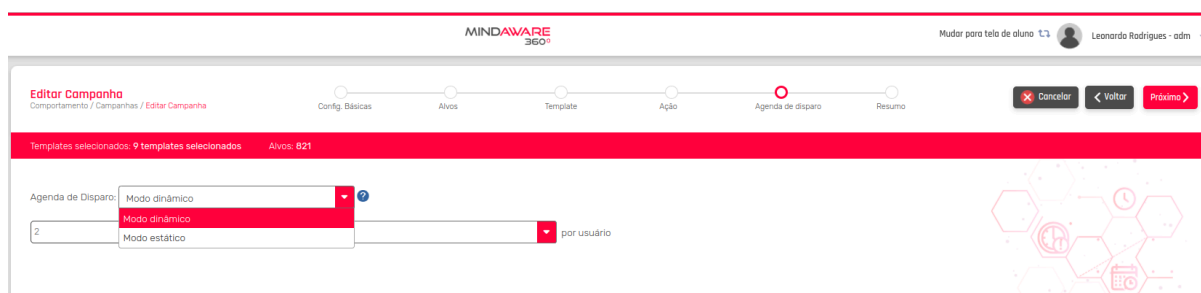 MINDAWARE
360°
Mudar para tela de aluno
Leonardo Rodrigues - adm
Editar Campanha
Comportamento / Campanhas / Editar Campanha
Config. Básicas
Alvos
Template
Ação
Agenda de disparo
Resumo
Cancelar
Voltar
Próximo
Templates selecionados: 9 templates selecionados Alvos: 821
Agenda de Disparo: Modo dinâmico ?
Modo dinâmico
Modo estático
2 por usuário